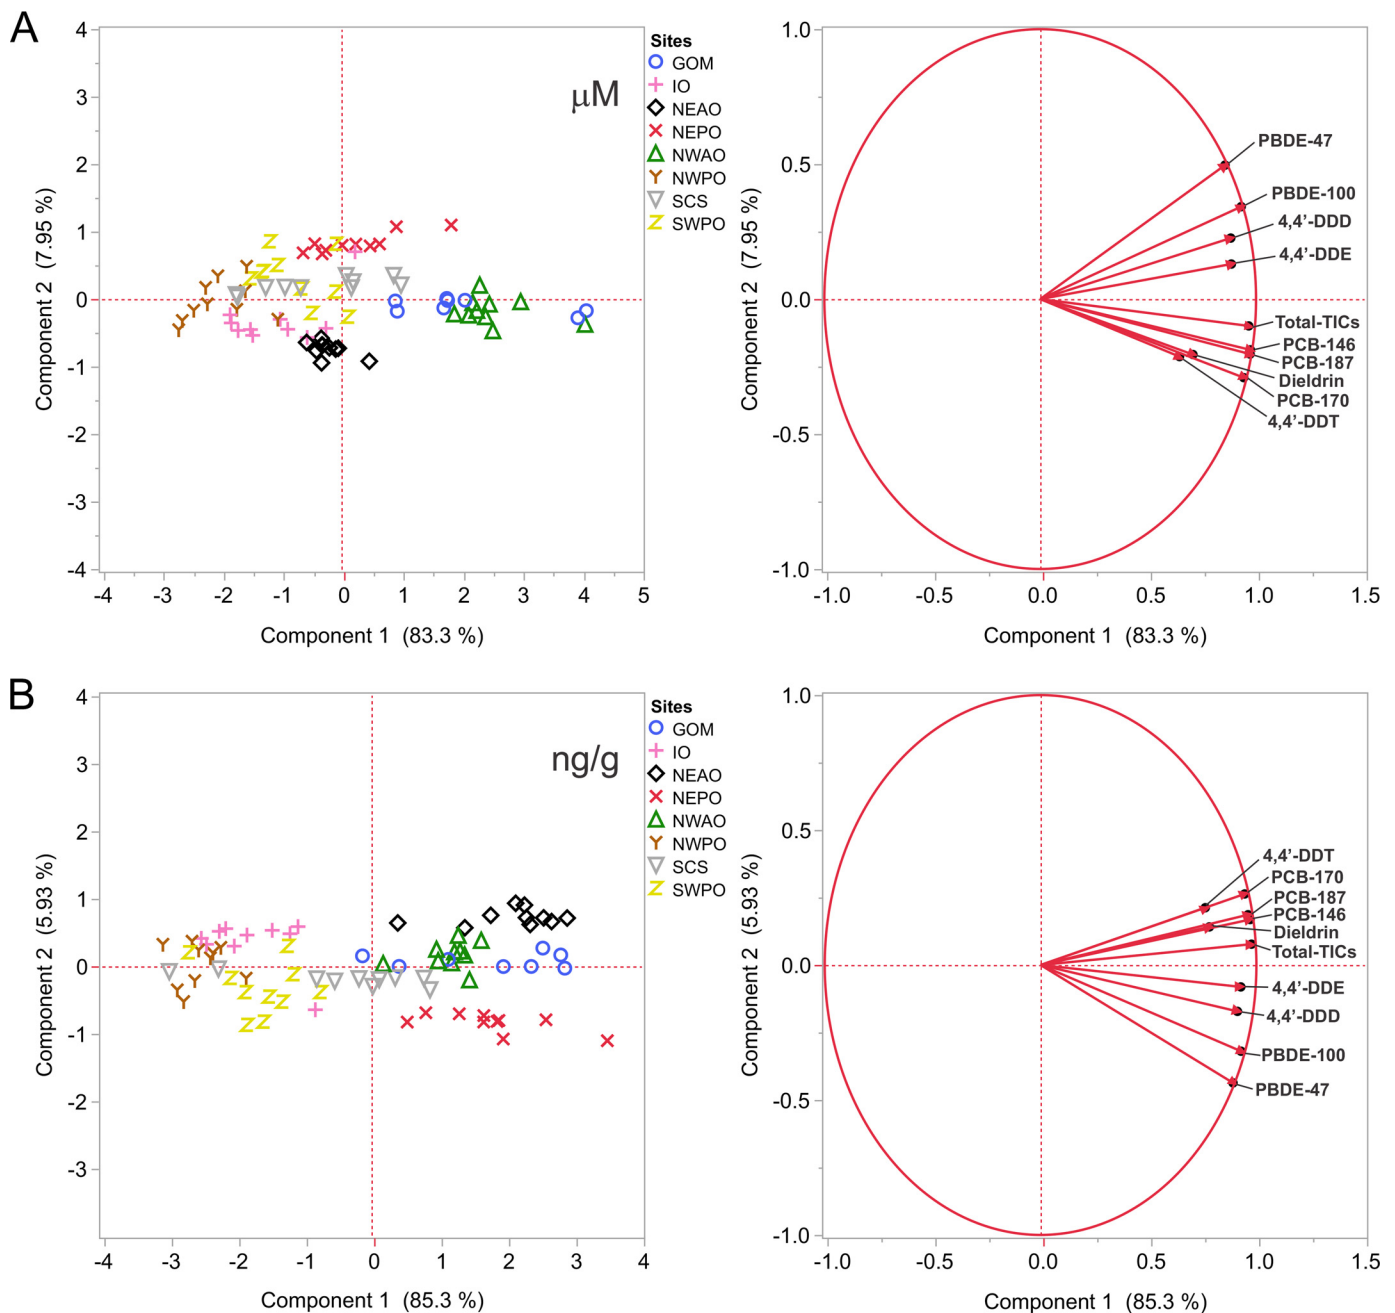 A
4
3
2
1
0
-1
-2
-3
-4
Component 2 (7.95 %)
μM
-4 -3 -2 -1 0 1 2 3 4 5
Component 1 (83.3 %)
Sites
GOM
IO
NEAO
NEPO
NWAO
NWPO
SCS
SWPO
1.0
0.5
0.0
-0.5
-1.0
Component 2 (7.95 %)
PBDE-47
PBDE-100
4,4'-DDD
4,4'-DDE
Total-TICs
PCB-146
PCB-187
Dieldrin
PCB-170
4,4'-DDT
-1.0 -0.5 0.0 0.5 1.0 1.5
Component 1 (83.3 %)
B
4
3
2
1
0
-1
-2
-3
Component 2 (5.93 %)
ng/g
-4 -3 -2 -1 0 1 2 3 4
Component 1 (85.3 %)
Sites
GOM
IO
NEAO
NEPO
NWAO
NWPO
SCS
SWPO
1.0
0.5
0.0
-0.5
-1.0
Component 2 (5.93 %)
4,4'-DDT
PCB-170
PCB-187
PCB-146
Dieldrin
Total-TICs
4,4'-DDE
4,4'-DDD
PBDE-100
PBDE-47
-1.0 -0.5 0.0 0.5 1.0 1.5
Component 1 (85.3 %)